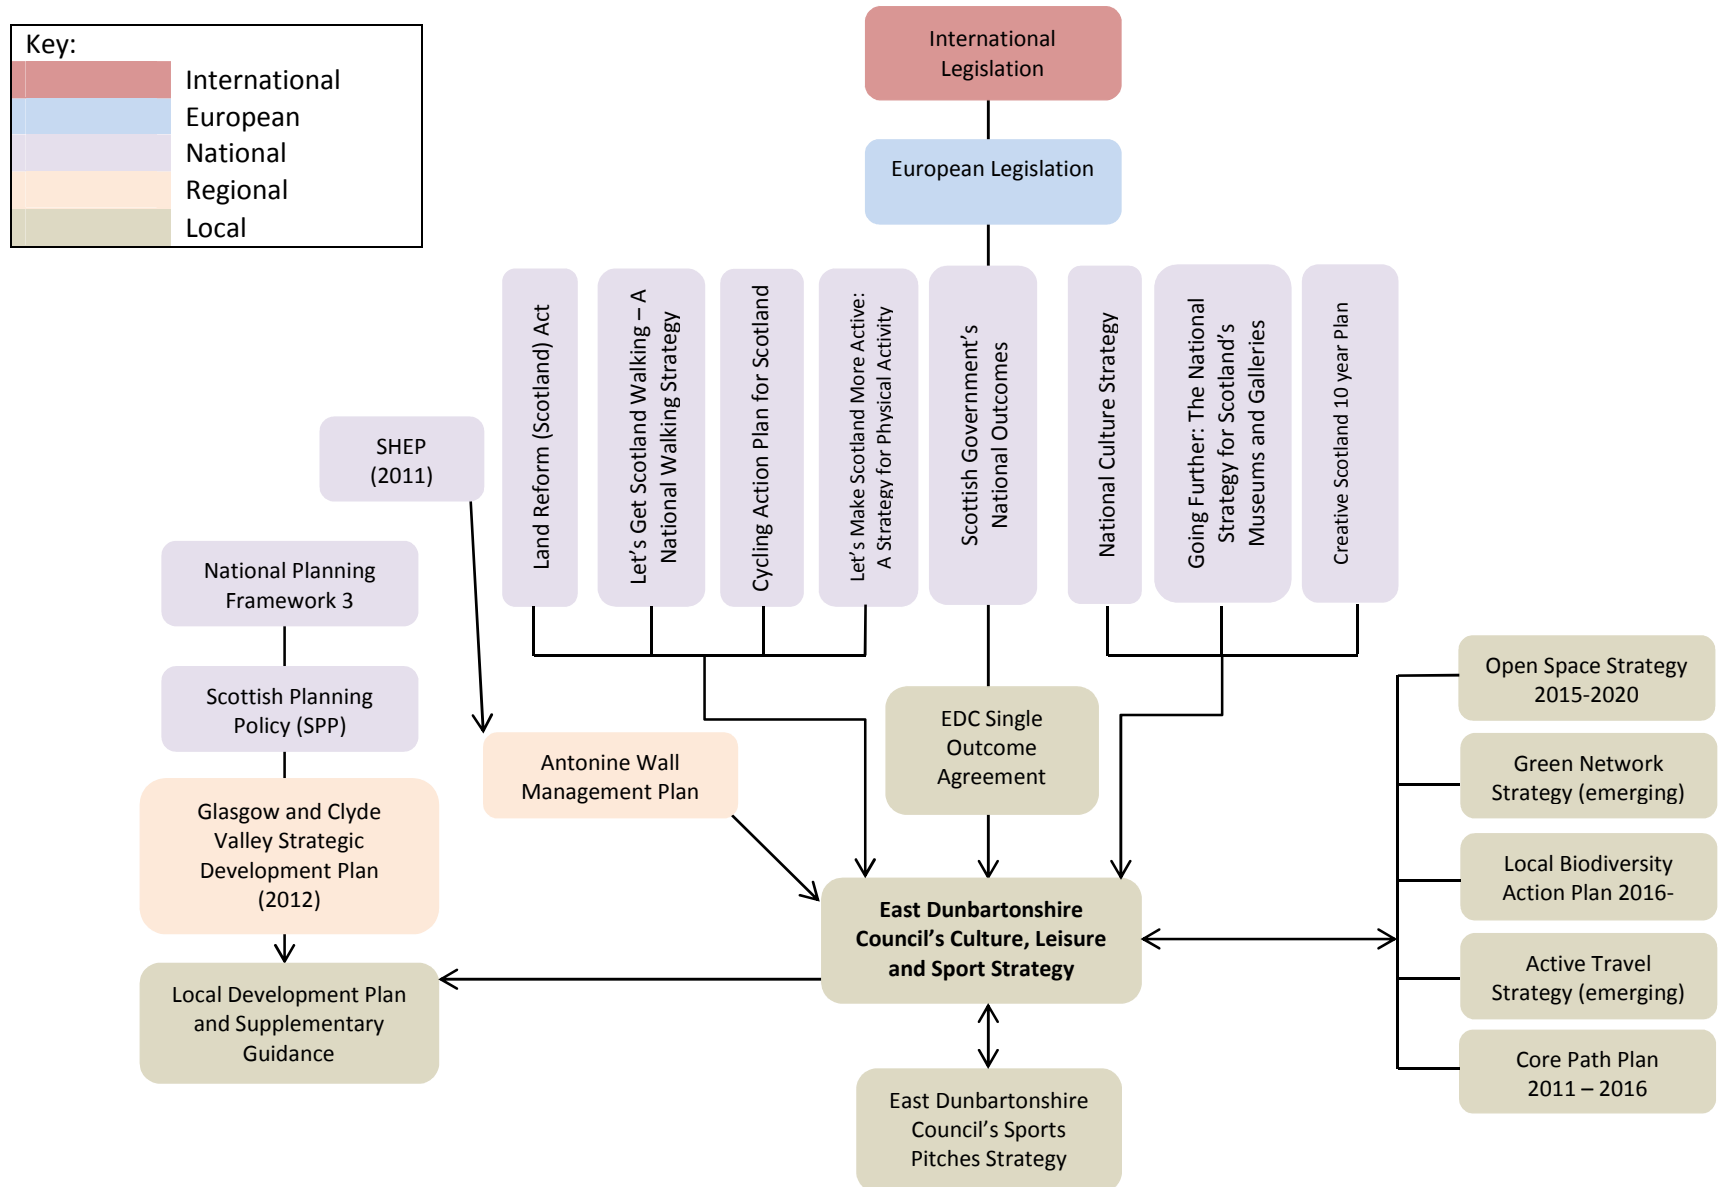 Key:
International
European
National
Regional
Local
International
Legislation
European Legislation
Land Reform (Scotland) Act
Let's Get Scotland Walking – A
National Walking Strategy
Cycling Action Plan for Scotland
Let's Make Scotland More Active:
A Strategy for Physical Activity
Scottish Government's
National Outcomes
National Culture Strategy
Going Further: The National
Strategy for Scotland's
Museums and Galleries
Creative Scotland 10 year Plan
SHEP
(2011)
National Planning
Framework 3
Scottish Planning
Policy (SPP)
Glasgow and Clyde
Valley Strategic
Development Plan
(2012)
Local Development Plan
and Supplementary
Guidance
Antonine Wall
Management Plan
EDC Single
Outcome
Agreement
East Dunbartonshire
Council's Culture, Leisure
and Sport Strategy
East Dunbartonshire
Council's Sports
Pitches Strategy
Open Space Strategy
2015-2020
Green Network
Strategy (emerging)
Local Biodiversity
Action Plan 2016-
Active Travel
Strategy (emerging)
Core Path Plan
2011 – 2016